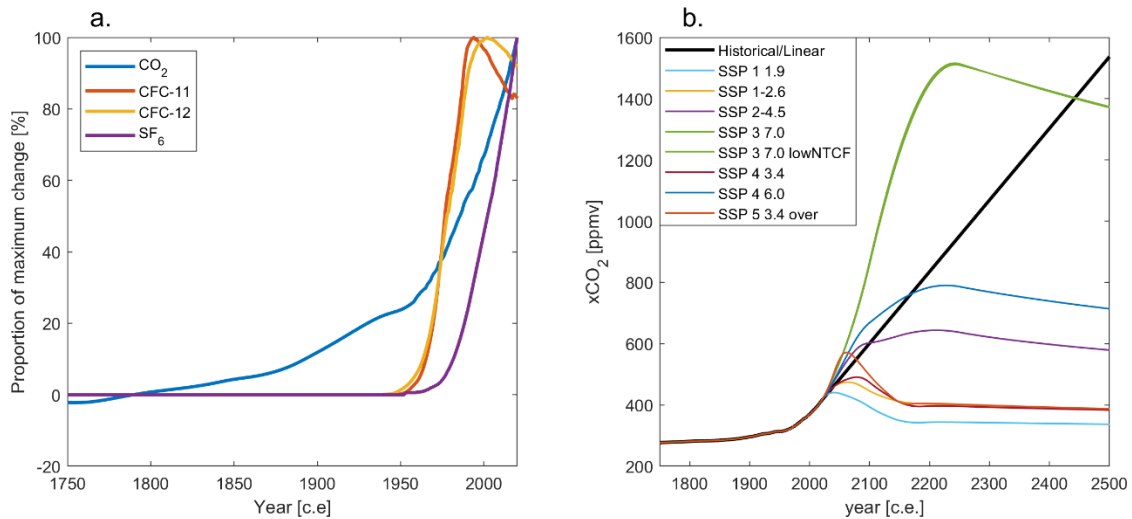 a.
Proportion of maximum change [%]
100
80
60
40
20
0
-20
CO2
CFC-11
CFC-12
SF6
1750
1800
1850
1900
1950
2000
Year [c.e]
b.
xCO2 [ppmv]
1600
1400
1200
1000
800
600
400
200
Historical/Linear
SSP 1 1.9
SSP 1-2.6
SSP 2-4.5
SSP 3 7.0
SSP 3 7.0 lowNTCF
SSP 4 3.4
SSP 4 6.0
SSP 5 3.4 over
1800
1900
2000
2100
2200
2300
2400
2500
year [c.e.]